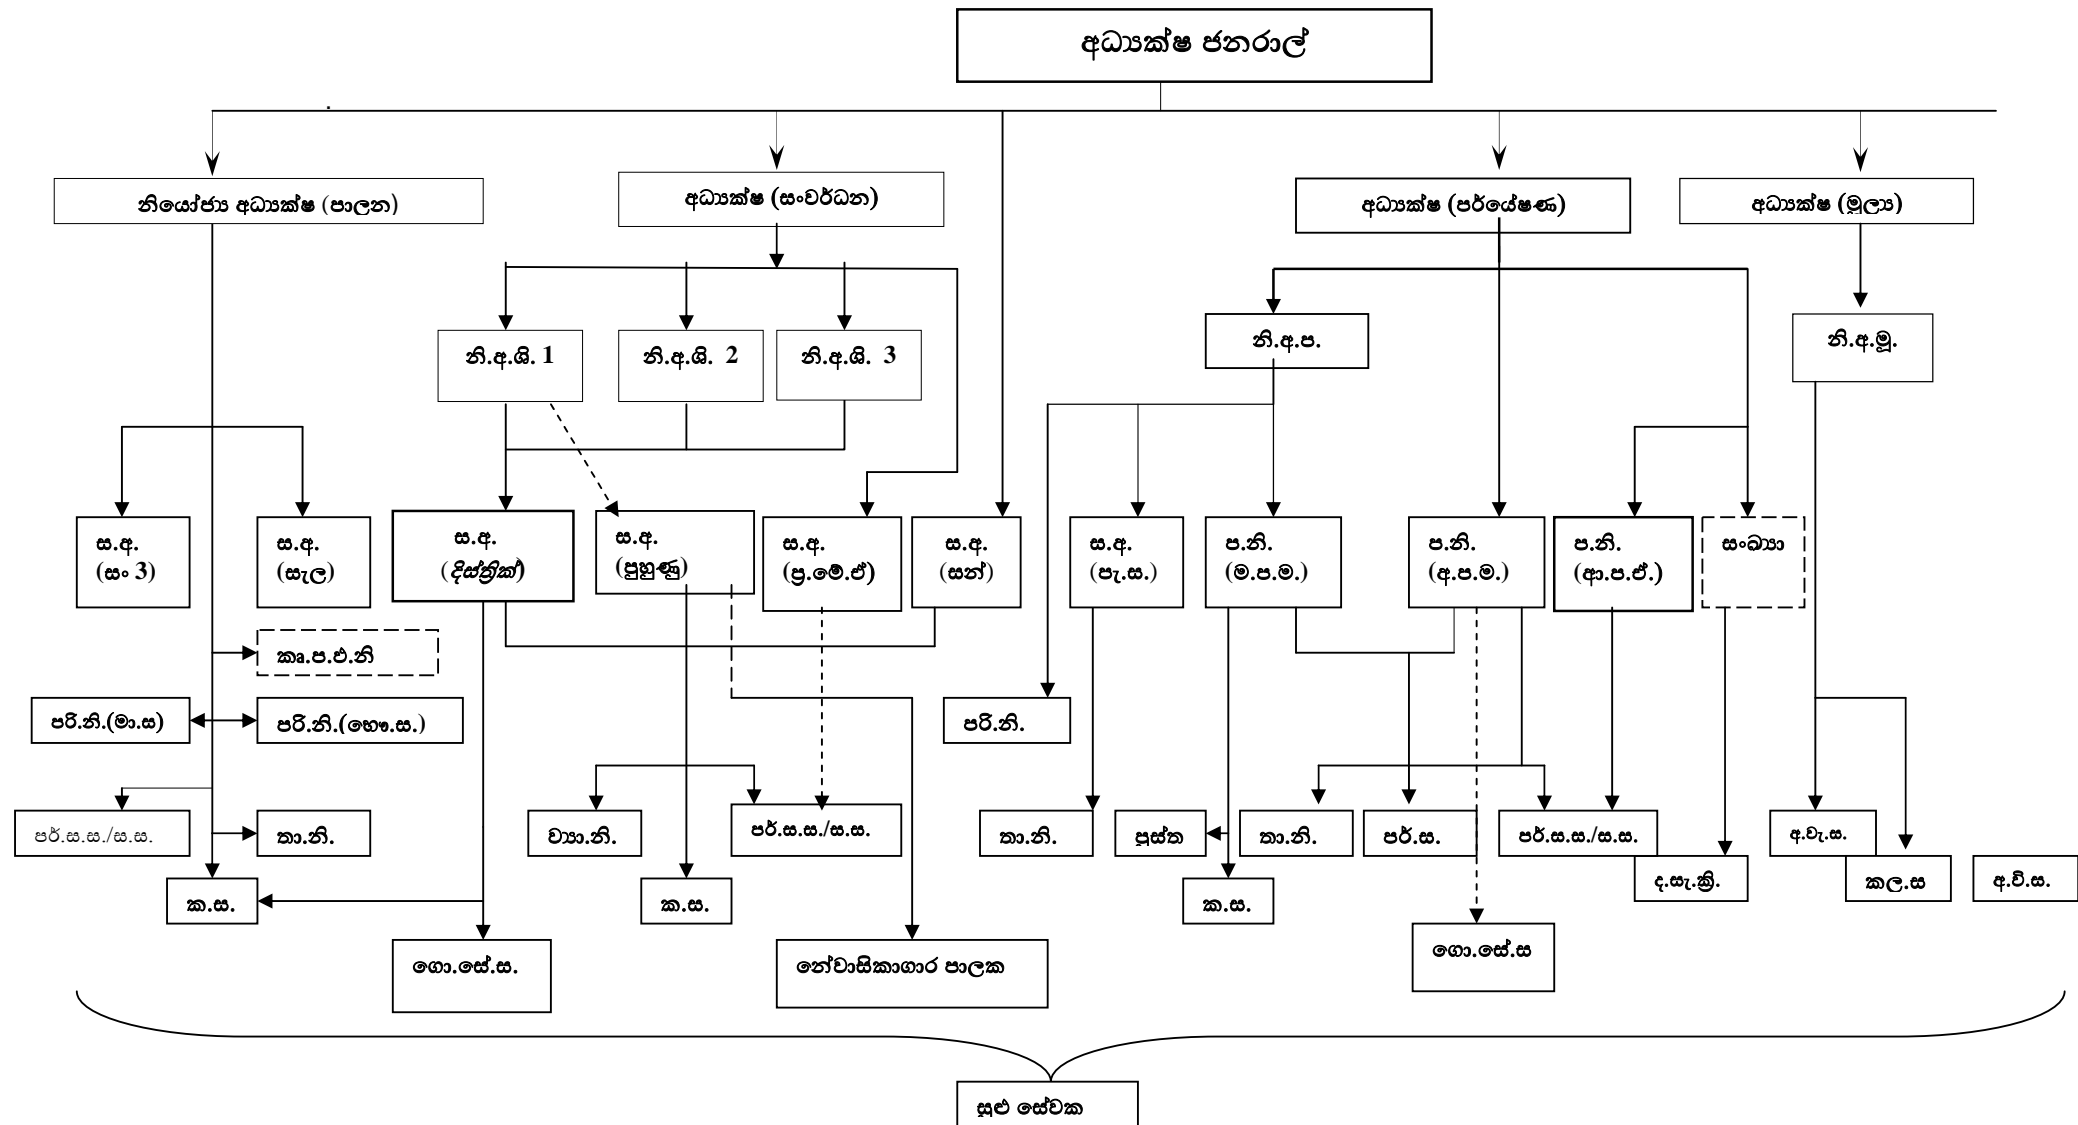 අධ්‍යක්ෂ ජනරාල්
නියෝජ්‍ය අධ්‍යක්ෂ (පාලන)
අධ්‍යක්ෂ (සංවර්ධන)
අධ්‍යක්ෂ (පර්යේෂණ)
අධ්‍යක්ෂ (මූල්‍ය)
නි.අ.ශි. 1
නි.අ.ශි. 2
නි.අ.ශි. 3
නි.අ.ප.
නි.අ.මූ.
ස.අ.
(සං 3)
ස.අ.
(සැල)
ස.අ.
(දිස්ත්‍රික්)
ස.අ.
(පුහුණු)
ස.අ.
(ප්‍ර.මේ.ඒ)
ස.අ.
(සන්)
ස.අ.
(පැ.ස.)
ප.නි.
(ම.ප.ම.)
ප.නි.
(අ.ප.ම.)
ප.නි.
(ආ.ප.ඒ.)
සංඛ්‍යා
කෘ.ප.ඵ.නි
පරි.නි.(මා.ස)
පරි.නි.(භෞ.ස.)
පරි.නි.
පර්.ස.ස./ස.ස.
තා.නි.
ව්‍යා.නි.
පර්.ස.ස./ස.ස.
තා.නි.
පුස්ත
තා.නි.
පර්.ස.
පර්.ස.ස./ස.ස.
අ.වැ.ස.
ද.සැ.ක්‍රි.
කල.ස
අ.වි.ස.
ක.ස.
ක.ස.
ක.ස.
ගො.සේ.ස.
නේවාසිකාගාර පාලක
ගො.සේ.ස
සුළු සේවක